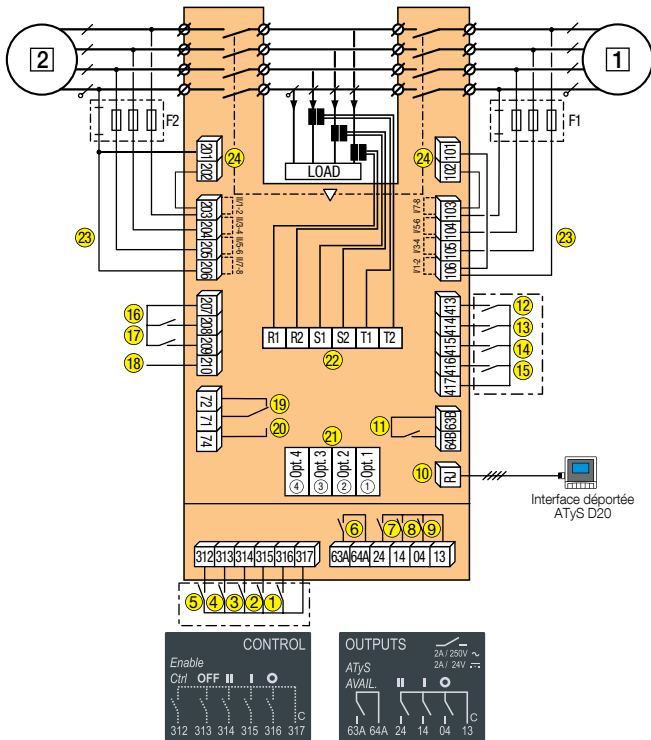 2
1
F2
F1
201
202
24
LOAD
24
101
102
203
204
205
206
II/1-2
II/3-4
II/5-6
II/7-8
I/7-8
I/5-6
I/3-4
I/1-2
103
104
105
106
23
23
207
208
209
210
16
17
18
R1 R2 S1 S2 T1 T2
22
413
414
415
416
417
12
13
14
15
72
71
74
19
20
21
11
63B
64B
4 Opt. 4
3 Opt. 3
2 Opt. 2
1 Opt. 1
10
RJ
Interface déportée
ATyS D20
6 7 8 9
312 313 314 315 316 317
63A 64A 24 14 04 13
5 4 3 2 1
CONTROL
Enable
Ctrl OFF II I O
C
312 313 314 315 316 317
OUTPUTS
2A / 250V ~
2A / 24V ⎓
ATyS
AVAIL. II I O
C
63A 64A 24 14 04 13